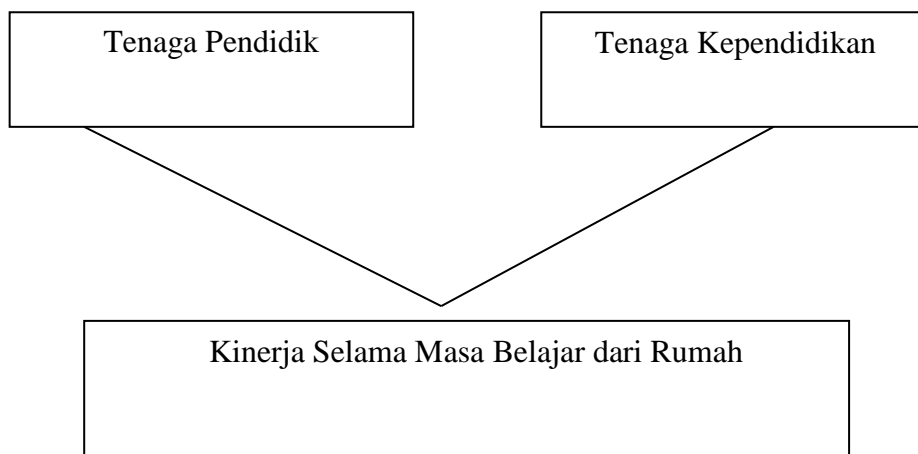 Tenaga Pendidik
Tenaga Kependidikan
Kinerja Selama Masa Belajar dari Rumah